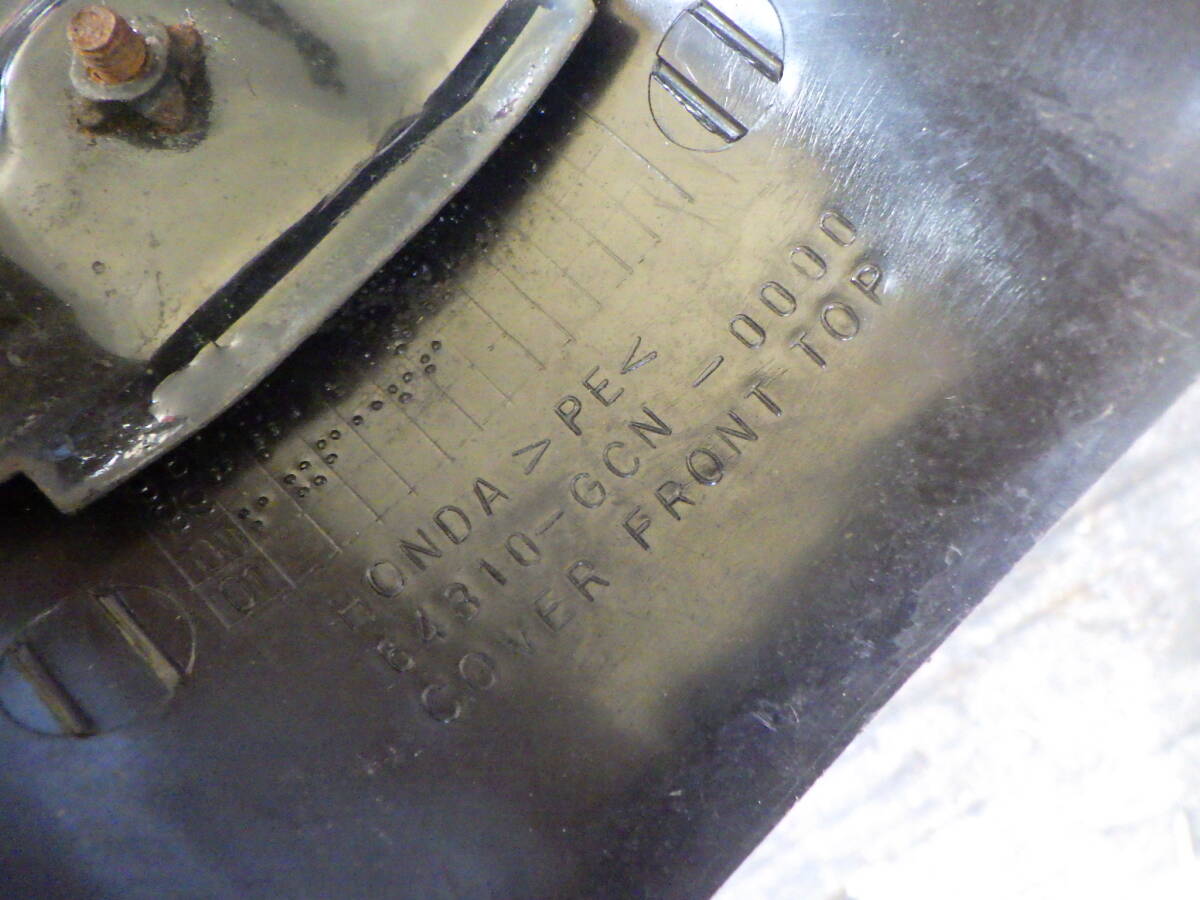 HONDA >PE<
64310-GCN -0000
COVER FRONT TOP